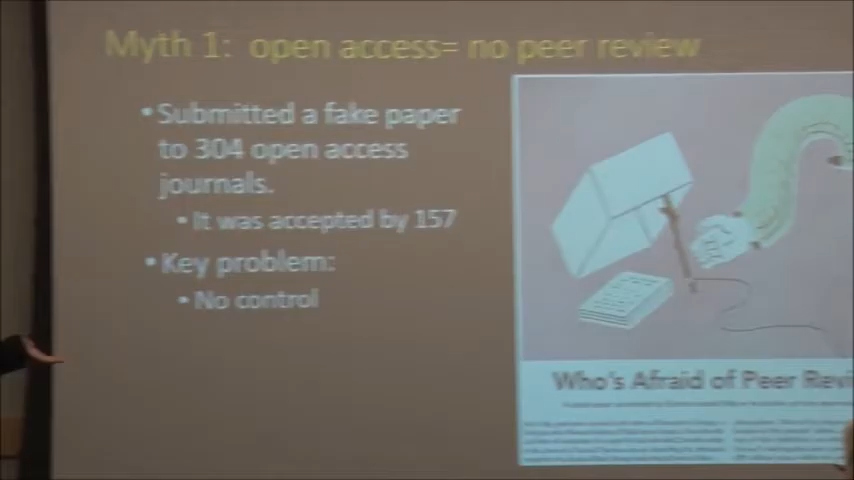 Myth 1: open access= no peer review
•Submitted a fake paper
to 304 open access
journals.
•It was accepted by 157
•Key problem:
•No control
Who's Afraid of Peer Revi